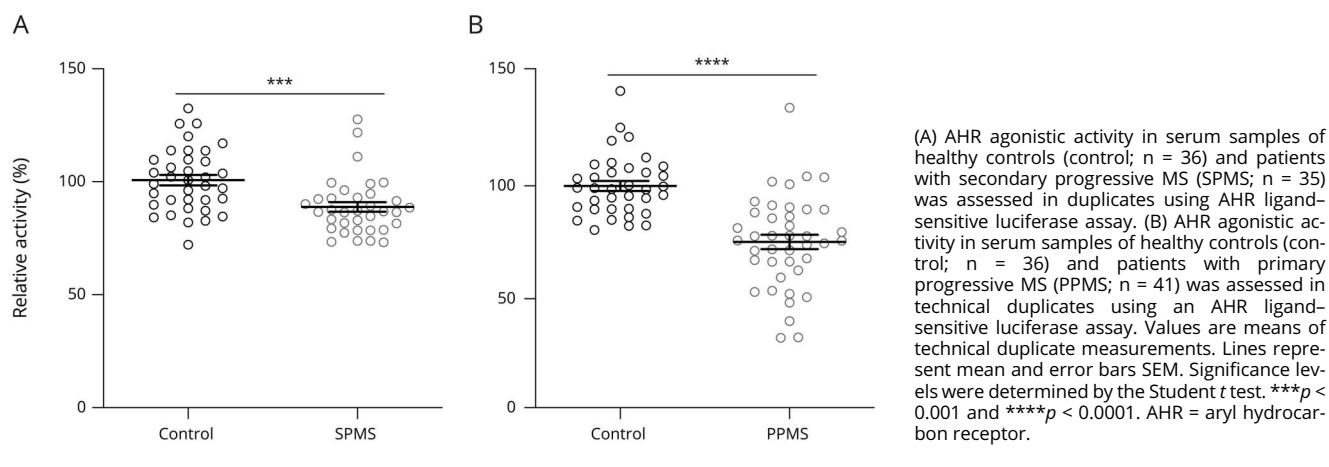 A
B
Relative activity (%)
150
100
50
0
***
Control
SPMS
150
100
50
0
****
Control
PPMS
(A) AHR agonistic activity in serum samples of
healthy controls (control; n = 36) and patients
with secondary progressive MS (SPMS; n = 35)
was assessed in duplicates using AHR ligand–
sensitive luciferase assay. (B) AHR agonistic ac-
tivity in serum samples of healthy controls (con-
trol; n = 36) and patients with primary
progressive MS (PPMS; n = 41) was assessed in
technical duplicates using an AHR ligand–
sensitive luciferase assay. Values are means of
technical duplicate measurements. Lines repre-
sent mean and error bars SEM. Significance lev-
els were determined by the Student t test. ***p <
0.001 and ****p < 0.0001. AHR = aryl hydrocar-
bon receptor.